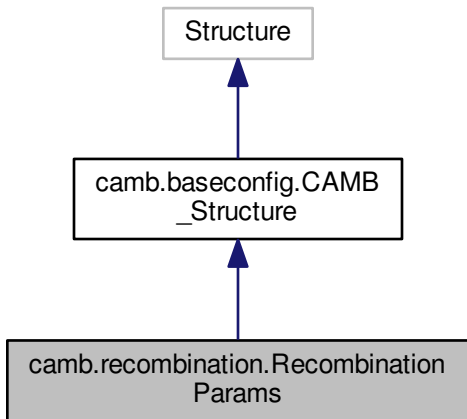 Structure
camb.baseconfig.CAMB
_Structure
camb.recombination.Recombination
Params